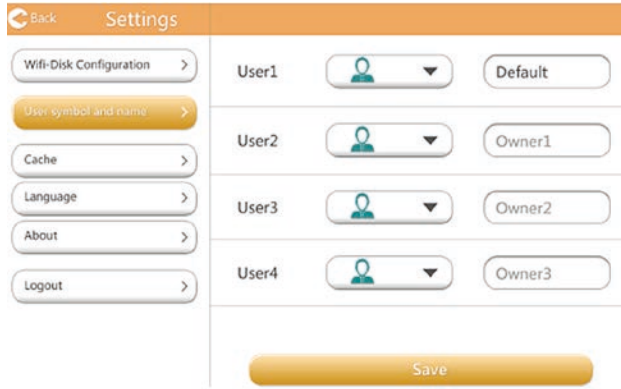 Back Settings
Wifi-Disk Configuration >
User symbol and name >
Cache >
Language >
About >
Logout >
User1 Default
User2 Owner1
User3 Owner2
User4 Owner3
Save